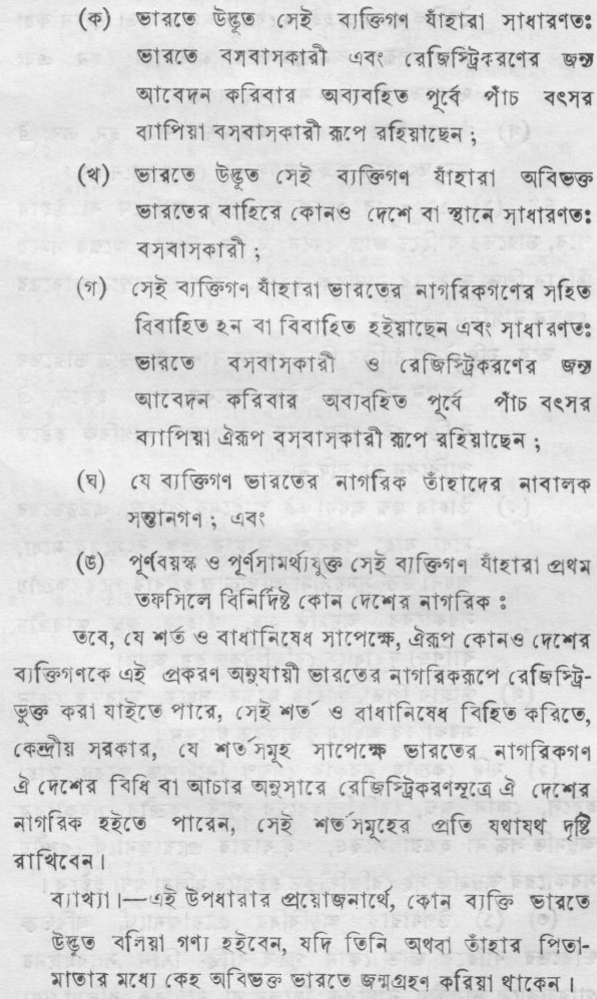 (ক) ভারতে উদ্ভূত সেই ব্যক্তিগণ যাঁহারা সাধারণতঃ
ভারতে বসবাসকারী এবং রেজিস্ট্রিকরণের জন্য
আবেদন করিবার অব্যবহিত পূর্বে পাঁচ বৎসর
ব্যাপিয়া বসবাসকারী রূপে রহিয়াছেন ;
(খ) ভারতে উদ্ভূত সেই ব্যক্তিগণ যাঁহারা অবিভক্ত
ভারতের বাহিরে কোনও দেশে বা স্থানে সাধারণতঃ
বসবাসকারী ;
(গ) সেই ব্যক্তিগণ যাঁহারা ভারতের নাগরিকগণের সহিত
বিবাহিত হন বা বিবাহিত হইয়াছেন এবং সাধারণতঃ
ভারতে বসবাসকারী ও রেজিস্ট্রিকরণের জন্য
আবেদন করিবার অব্যবহিত পূর্বে পাঁচ বৎসর
ব্যাপিয়া ঐরূপ বসবাসকারী রূপে রহিয়াছেন ;
(ঘ) যে ব্যক্তিগণ ভারতের নাগরিক তাঁহাদের নাবালক
সন্তানগণ ; এবং
(ঙ) পূর্ণবয়স্ক ও পূর্ণসামর্থ্যযুক্ত সেই ব্যক্তিগণ যাঁহারা প্রথম
তফসিলে বিনির্দিষ্ট কোন দেশের নাগরিক :
তবে, যে শর্ত ও বাধানিষেধ সাপেক্ষে, ঐরূপ কোনও দেশের
ব্যক্তিগণকে এই প্রকরণ অনুযায়ী ভারতের নাগরিকরূপে রেজিস্ট্রি-
ভুক্ত করা যাইতে পারে, সেই শর্ত ও বাধানিষেধ বিহিত করিতে,
কেন্দ্রীয় সরকার, যে শর্তসমূহ সাপেক্ষে ভারতের নাগরিকগণ
ঐ দেশের বিধি বা আচার অনুসারে রেজিস্ট্রিকরণসূত্রে ঐ দেশের
নাগরিক হইতে পারেন, সেই শর্তসমূহের প্রতি যথাযথ দৃষ্টি
রাখিবেন।
ব্যাখ্যা।—এই উপধারার প্রয়োজনার্থে, কোন ব্যক্তি ভারতে
উদ্ভূত বলিয়া গণ্য হইবেন, যদি তিনি অথবা তাঁহার পিতা-
মাতার মধ্যে কেহ অবিভক্ত ভারতে জন্মগ্রহণ করিয়া থাকেন।